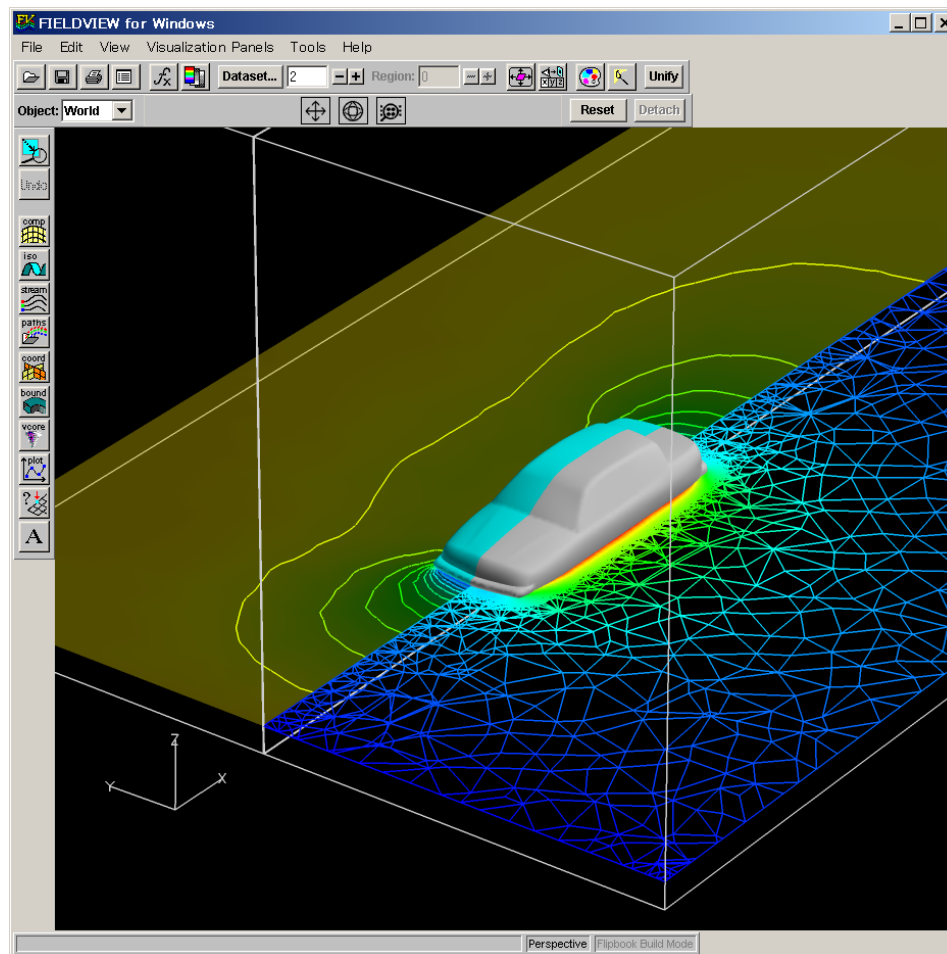 FIELDVIEW for Windows
File Edit View Visualization Panels Tools Help
Dataset... 2 Region: 0 Unify
Object: World Reset Detach
Undo
comp
iso
stream
paths
coord
bound
vcore
plot
A
Z
Y X
Perspective Flipbook Build Mode